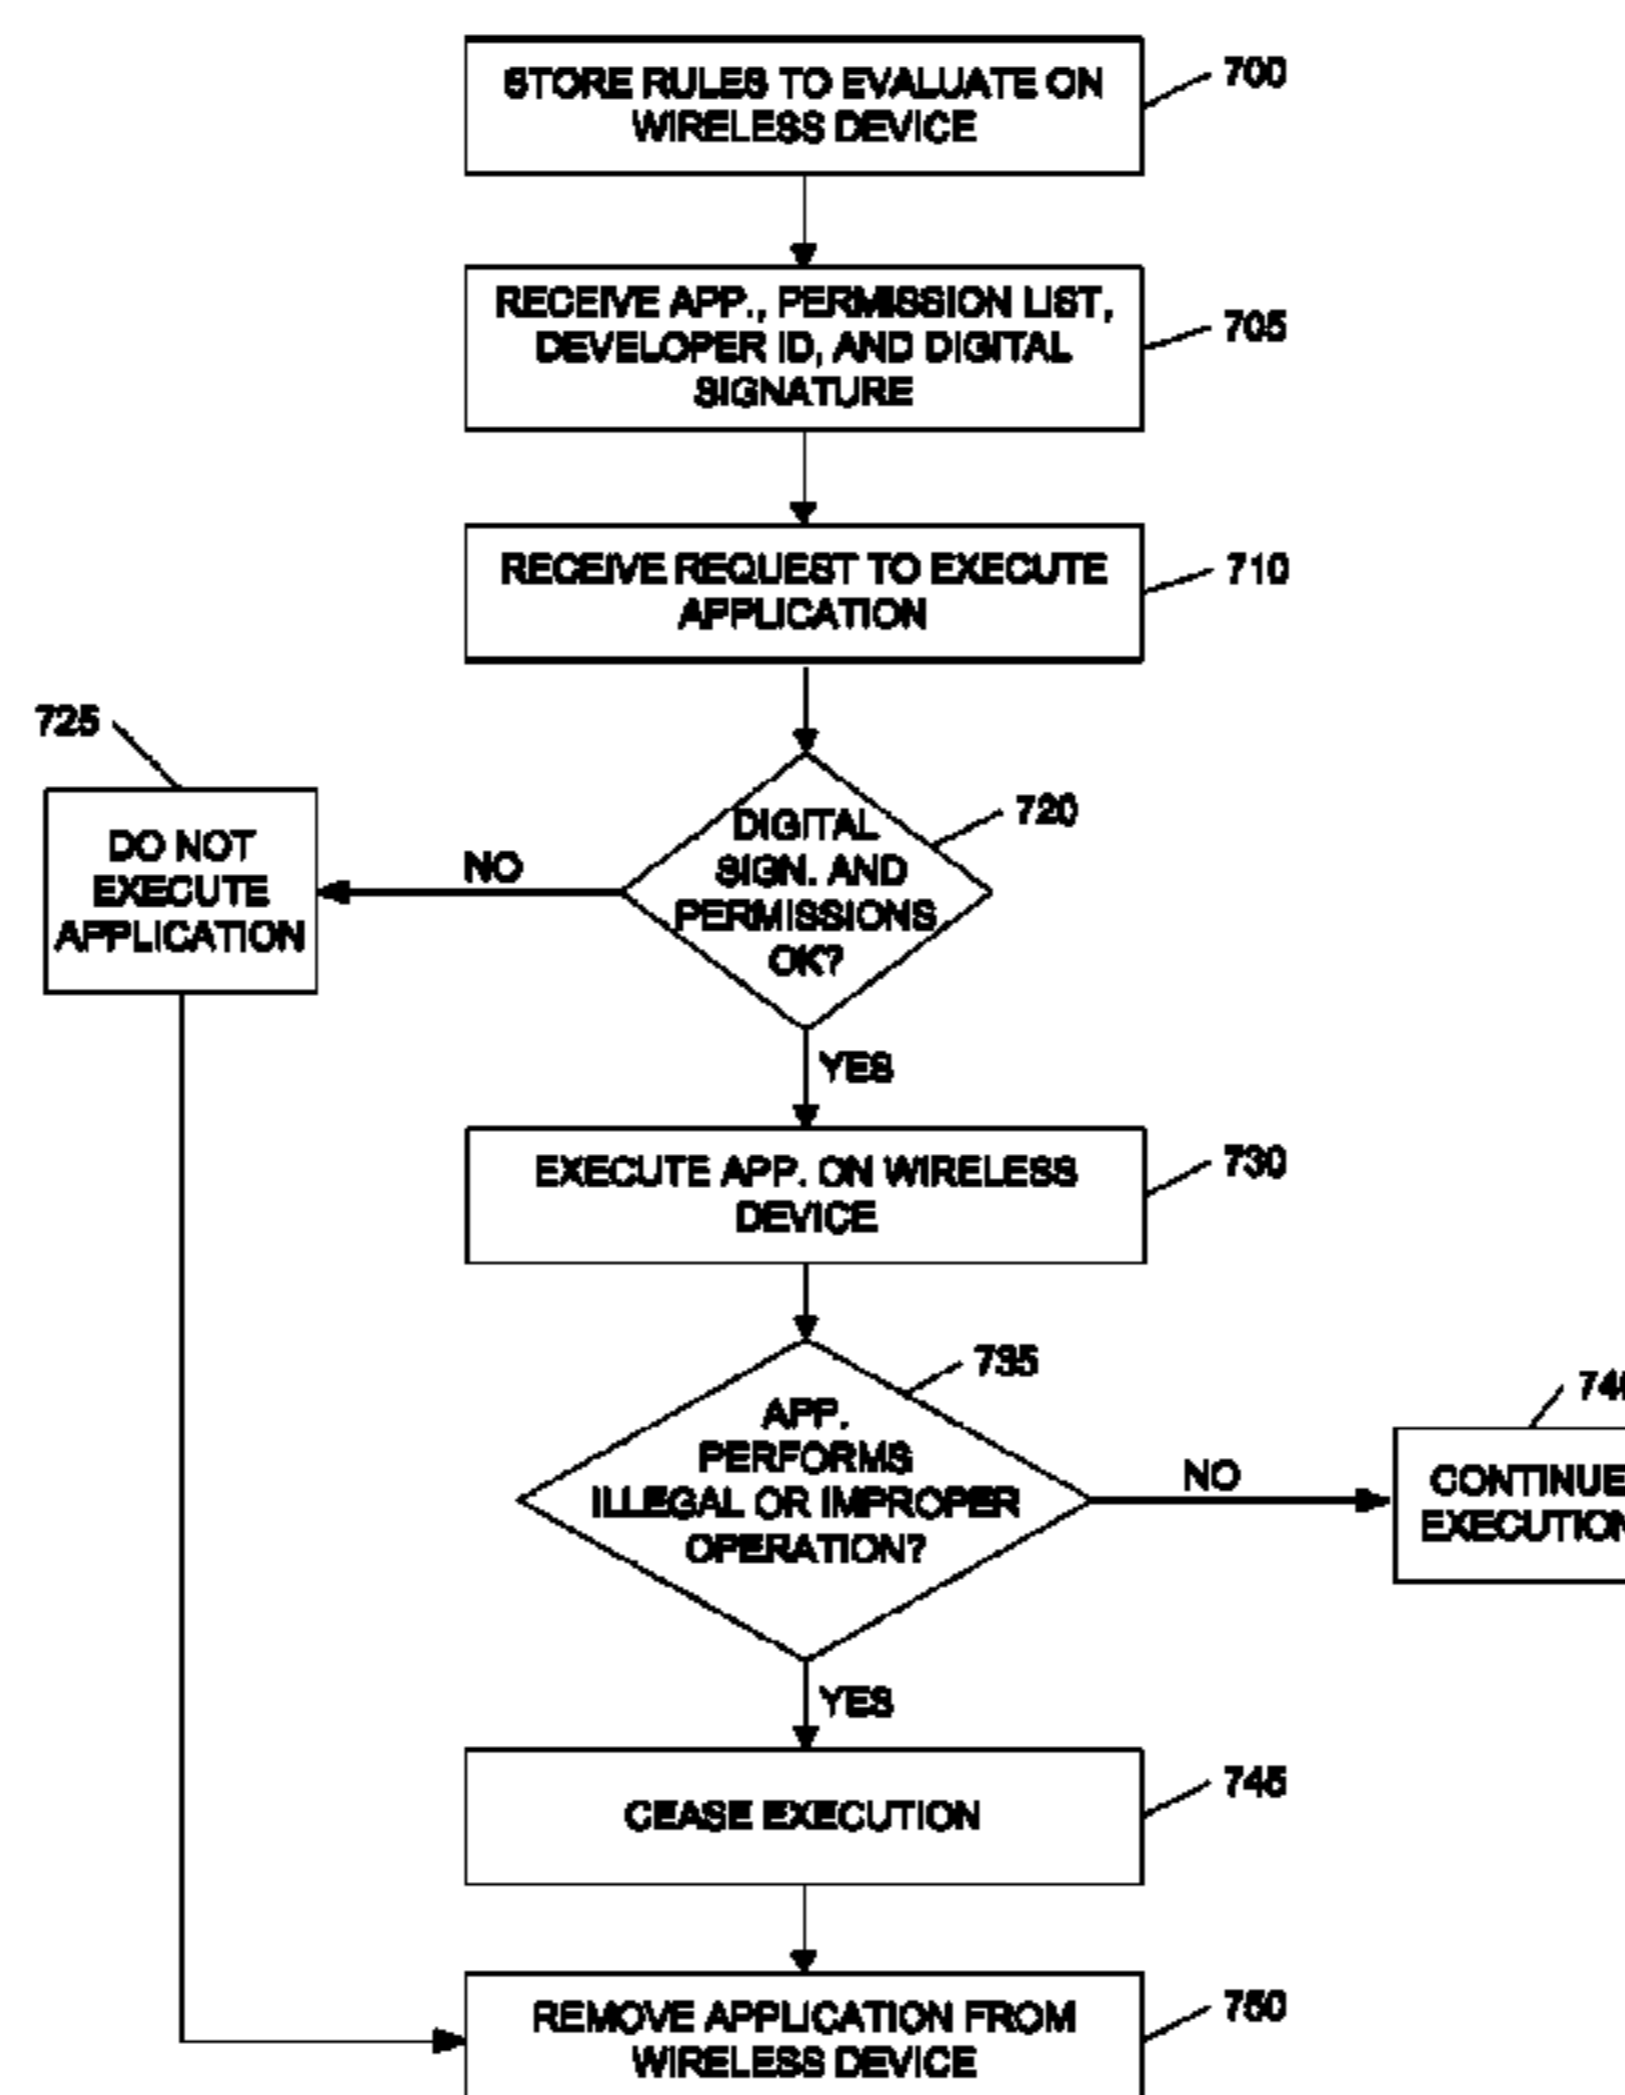 STORE RULES TO EVALUATE ON
WIRELESS DEVICE
700
RECEIVE APP., PERMISSION LIST,
DEVELOPER ID, AND DIGITAL
SIGNATURE
705
RECEIVE REQUEST TO EXECUTE
APPLICATION
710
725
DO NOT
EXECUTE
APPLICATION
NO
DIGITAL
SIGN. AND
PERMISSIONS
OK?
720
YES
EXECUTE APP. ON WIRELESS
DEVICE
730
APP.
PERFORMS
ILLEGAL OR IMPROPER
OPERATION?
735
NO
CONTINUE
EXECUTION
YES
CEASE EXECUTION
745
REMOVE APPLICATION FROM
WIRELESS DEVICE
750